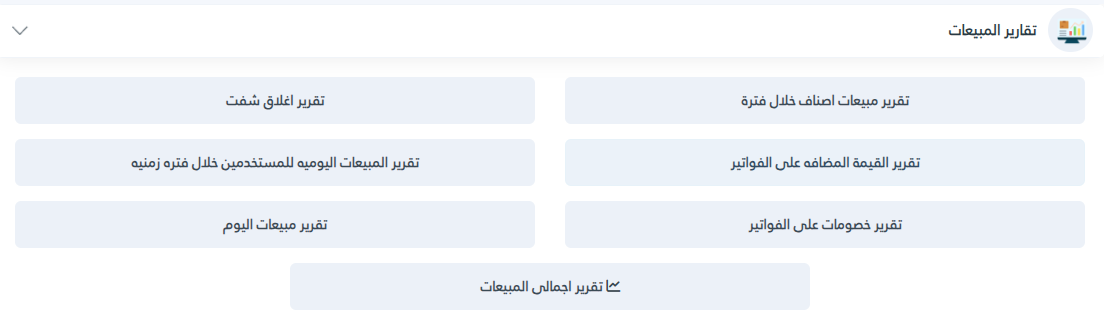 تقارير المبيعات
تقرير مبيعات اصناف خلال فترة
تقرير اغلاق شفت
تقرير القيمة المضافه على الفواتير
تقرير المبيعات اليوميه للمستخدمين خلال فتره زمنيه
تقرير خصومات على الفواتير
تقرير مبيعات اليوم
تقرير اجمالى المبيعات